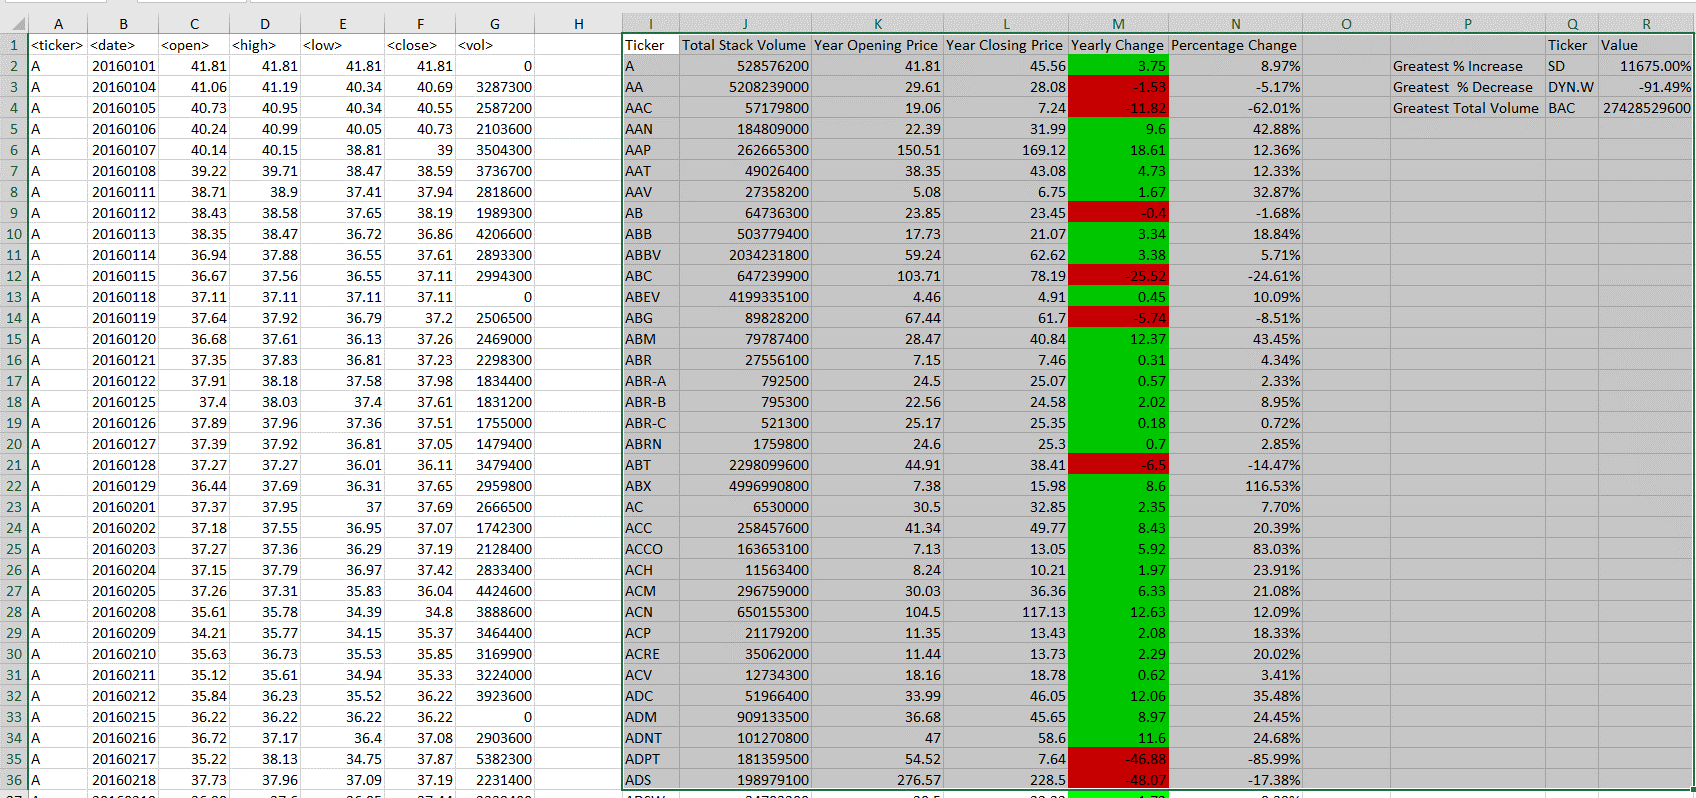 A B C D E F G H I J K L M N O P Q R
1 <ticker> <date> <open> <high> <low> <close> <vol> Ticker Total Stack Volume Year Opening Price Year Closing Price Yearly Change Percentage Change Ticker Value
2 A 20160101 41.81 41.81 41.81 41.81 0 A 528576200 41.81 45.56 3.75 8.97% Greatest % Increase SD 11675.00%
3 A 20160104 41.06 41.19 40.34 40.69 3287300 AA 5208239000 29.61 28.08 -1.53 -5.17% Greatest % Decrease DYN.W -91.49%
4 A 20160105 40.73 40.95 40.34 40.55 2587200 AAC 57179800 19.06 7.24 -11.82 -62.01% Greatest Total Volume BAC 27428529600
5 A 20160106 40.24 40.99 40.05 40.73 2103600 AAN 184809000 22.39 31.99 9.6 42.88%
6 A 20160107 40.14 40.15 38.81 39 3504300 AAP 262665300 150.51 169.12 18.61 12.36%
7 A 20160108 39.22 39.71 38.47 38.59 3736700 AAT 49026400 38.35 43.08 4.73 12.33%
8 A 20160111 38.71 38.9 37.41 37.94 2818600 AAV 27358200 5.08 6.75 1.67 32.87%
9 A 20160112 38.43 38.58 37.65 38.19 1989300 AB 64736300 23.85 23.45 -0.4 -1.68%
10 A 20160113 38.35 38.47 36.72 36.86 4206600 ABB 503779400 17.73 21.07 3.34 18.84%
11 A 20160114 36.94 37.88 36.55 37.61 2893300 ABBV 2034231800 59.24 62.62 3.38 5.71%
12 A 20160115 36.67 37.56 36.55 37.11 2994300 ABC 647239900 103.71 78.19 -25.52 -24.61%
13 A 20160118 37.11 37.11 37.11 37.11 0 ABEV 4199335100 4.46 4.91 0.45 10.09%
14 A 20160119 37.64 37.92 36.79 37.2 2506500 ABG 89828200 67.44 61.7 -5.74 -8.51%
15 A 20160120 36.68 37.61 36.13 37.26 2469000 ABM 79787400 28.47 40.84 12.37 43.45%
16 A 20160121 37.35 37.83 36.81 37.23 2298300 ABR 27556100 7.15 7.46 0.31 4.34%
17 A 20160122 37.91 38.18 37.58 37.98 1834400 ABR-A 792500 24.5 25.07 0.57 2.33%
18 A 20160125 37.4 38.03 37.4 37.61 1831200 ABR-B 795300 22.56 24.58 2.02 8.95%
19 A 20160126 37.89 37.96 37.36 37.51 1755000 ABR-C 521300 25.17 25.35 0.18 0.72%
20 A 20160127 37.39 37.92 36.81 37.05 1479400 ABRN 1759800 24.6 25.3 0.7 2.85%
21 A 20160128 37.27 37.27 36.01 36.11 3479400 ABT 2298099600 44.91 38.41 -6.5 -14.47%
22 A 20160129 36.44 37.69 36.31 37.65 2959800 ABX 4996990800 7.38 15.98 8.6 116.53%
23 A 20160201 37.37 37.95 37 37.69 2666500 AC 6530000 30.5 32.85 2.35 7.70%
24 A 20160202 37.18 37.55 36.95 37.07 1742300 ACC 258457600 41.34 49.77 8.43 20.39%
25 A 20160203 37.27 37.36 36.29 37.19 2128400 ACCO 163653100 7.13 13.05 5.92 83.03%
26 A 20160204 37.15 37.79 36.97 37.42 2833400 ACH 11563400 8.24 10.21 1.97 23.91%
27 A 20160205 37.26 37.31 35.83 36.04 4424600 ACM 296759000 30.03 36.36 6.33 21.08%
28 A 20160208 35.61 35.78 34.39 34.8 3888600 ACN 650155300 104.5 117.13 12.63 12.09%
29 A 20160209 34.21 35.77 34.15 35.37 3464400 ACP 21179200 11.35 13.43 2.08 18.33%
30 A 20160210 35.63 36.73 35.53 35.85 3169900 ACRE 35062000 11.44 13.73 2.29 20.02%
31 A 20160211 35.12 35.61 34.94 35.33 3224000 ACV 12734300 18.16 18.78 0.62 3.41%
32 A 20160212 35.84 36.23 35.52 36.22 3923600 ADC 51966400 33.99 46.05 12.06 35.48%
33 A 20160215 36.22 36.22 36.22 36.22 0 ADM 909133500 36.68 45.65 8.97 24.45%
34 A 20160216 36.72 37.17 36.4 37.08 2903600 ADNT 101270800 47 58.6 11.6 24.68%
35 A 20160217 35.22 38.13 34.75 37.87 5382300 ADPT 181359500 54.52 7.64 -46.88 -85.99%
36 A 20160218 37.73 37.96 37.09 37.19 2231400 ADS 198979100 276.57 228.5 -48.07 -17.38%